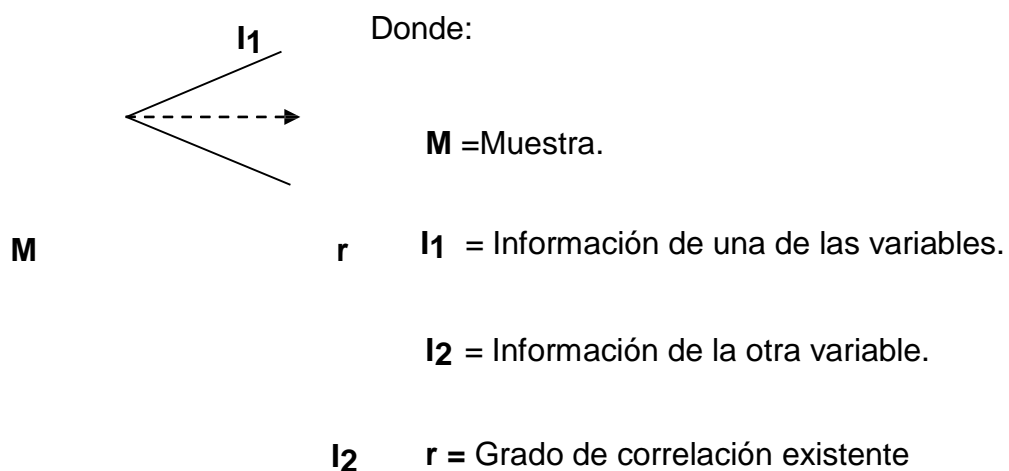 I1 Donde:
M =Muestra.
M r I1 = Información de una de las variables.
I2 = Información de la otra variable.
I2 r = Grado de correlación existente